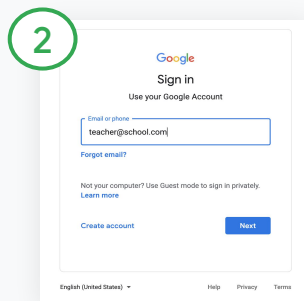 2
Google
Sign in
Use your Google Account
Email or phone
teacher@school.com
Forgot email?
Not your computer? Use Guest mode to sign in privately.
Learn more
Create account
Next
English (United States)
Help
Privacy
Terms